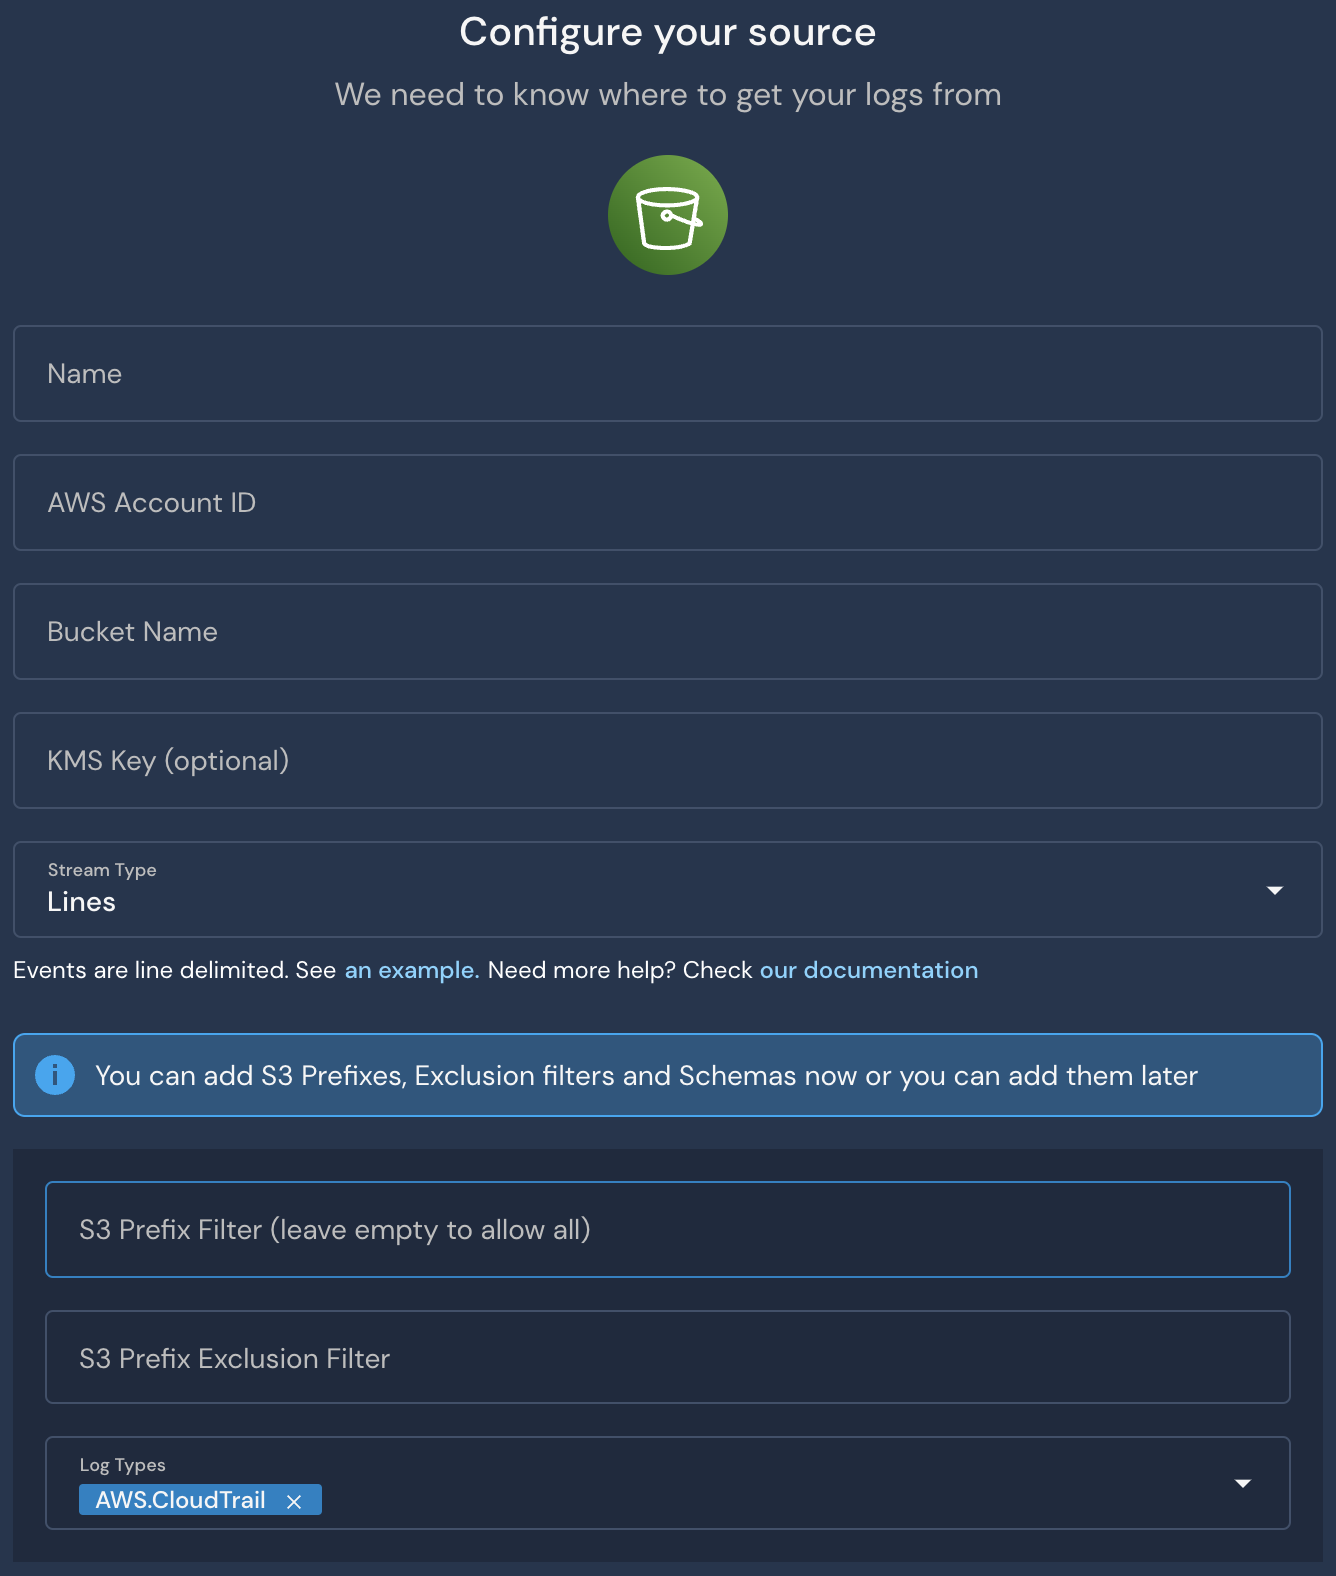 Configure your source
We need to know where to get your logs from
Name
AWS Account ID
Bucket Name
KMS Key (optional)
Stream Type
Lines
Events are line delimited. See an example. Need more help? Check our documentation
You can add S3 Prefixes, Exclusion filters and Schemas now or you can add them later
S3 Prefix Filter (leave empty to allow all)
S3 Prefix Exclusion Filter
Log Types
AWS.CloudTrail